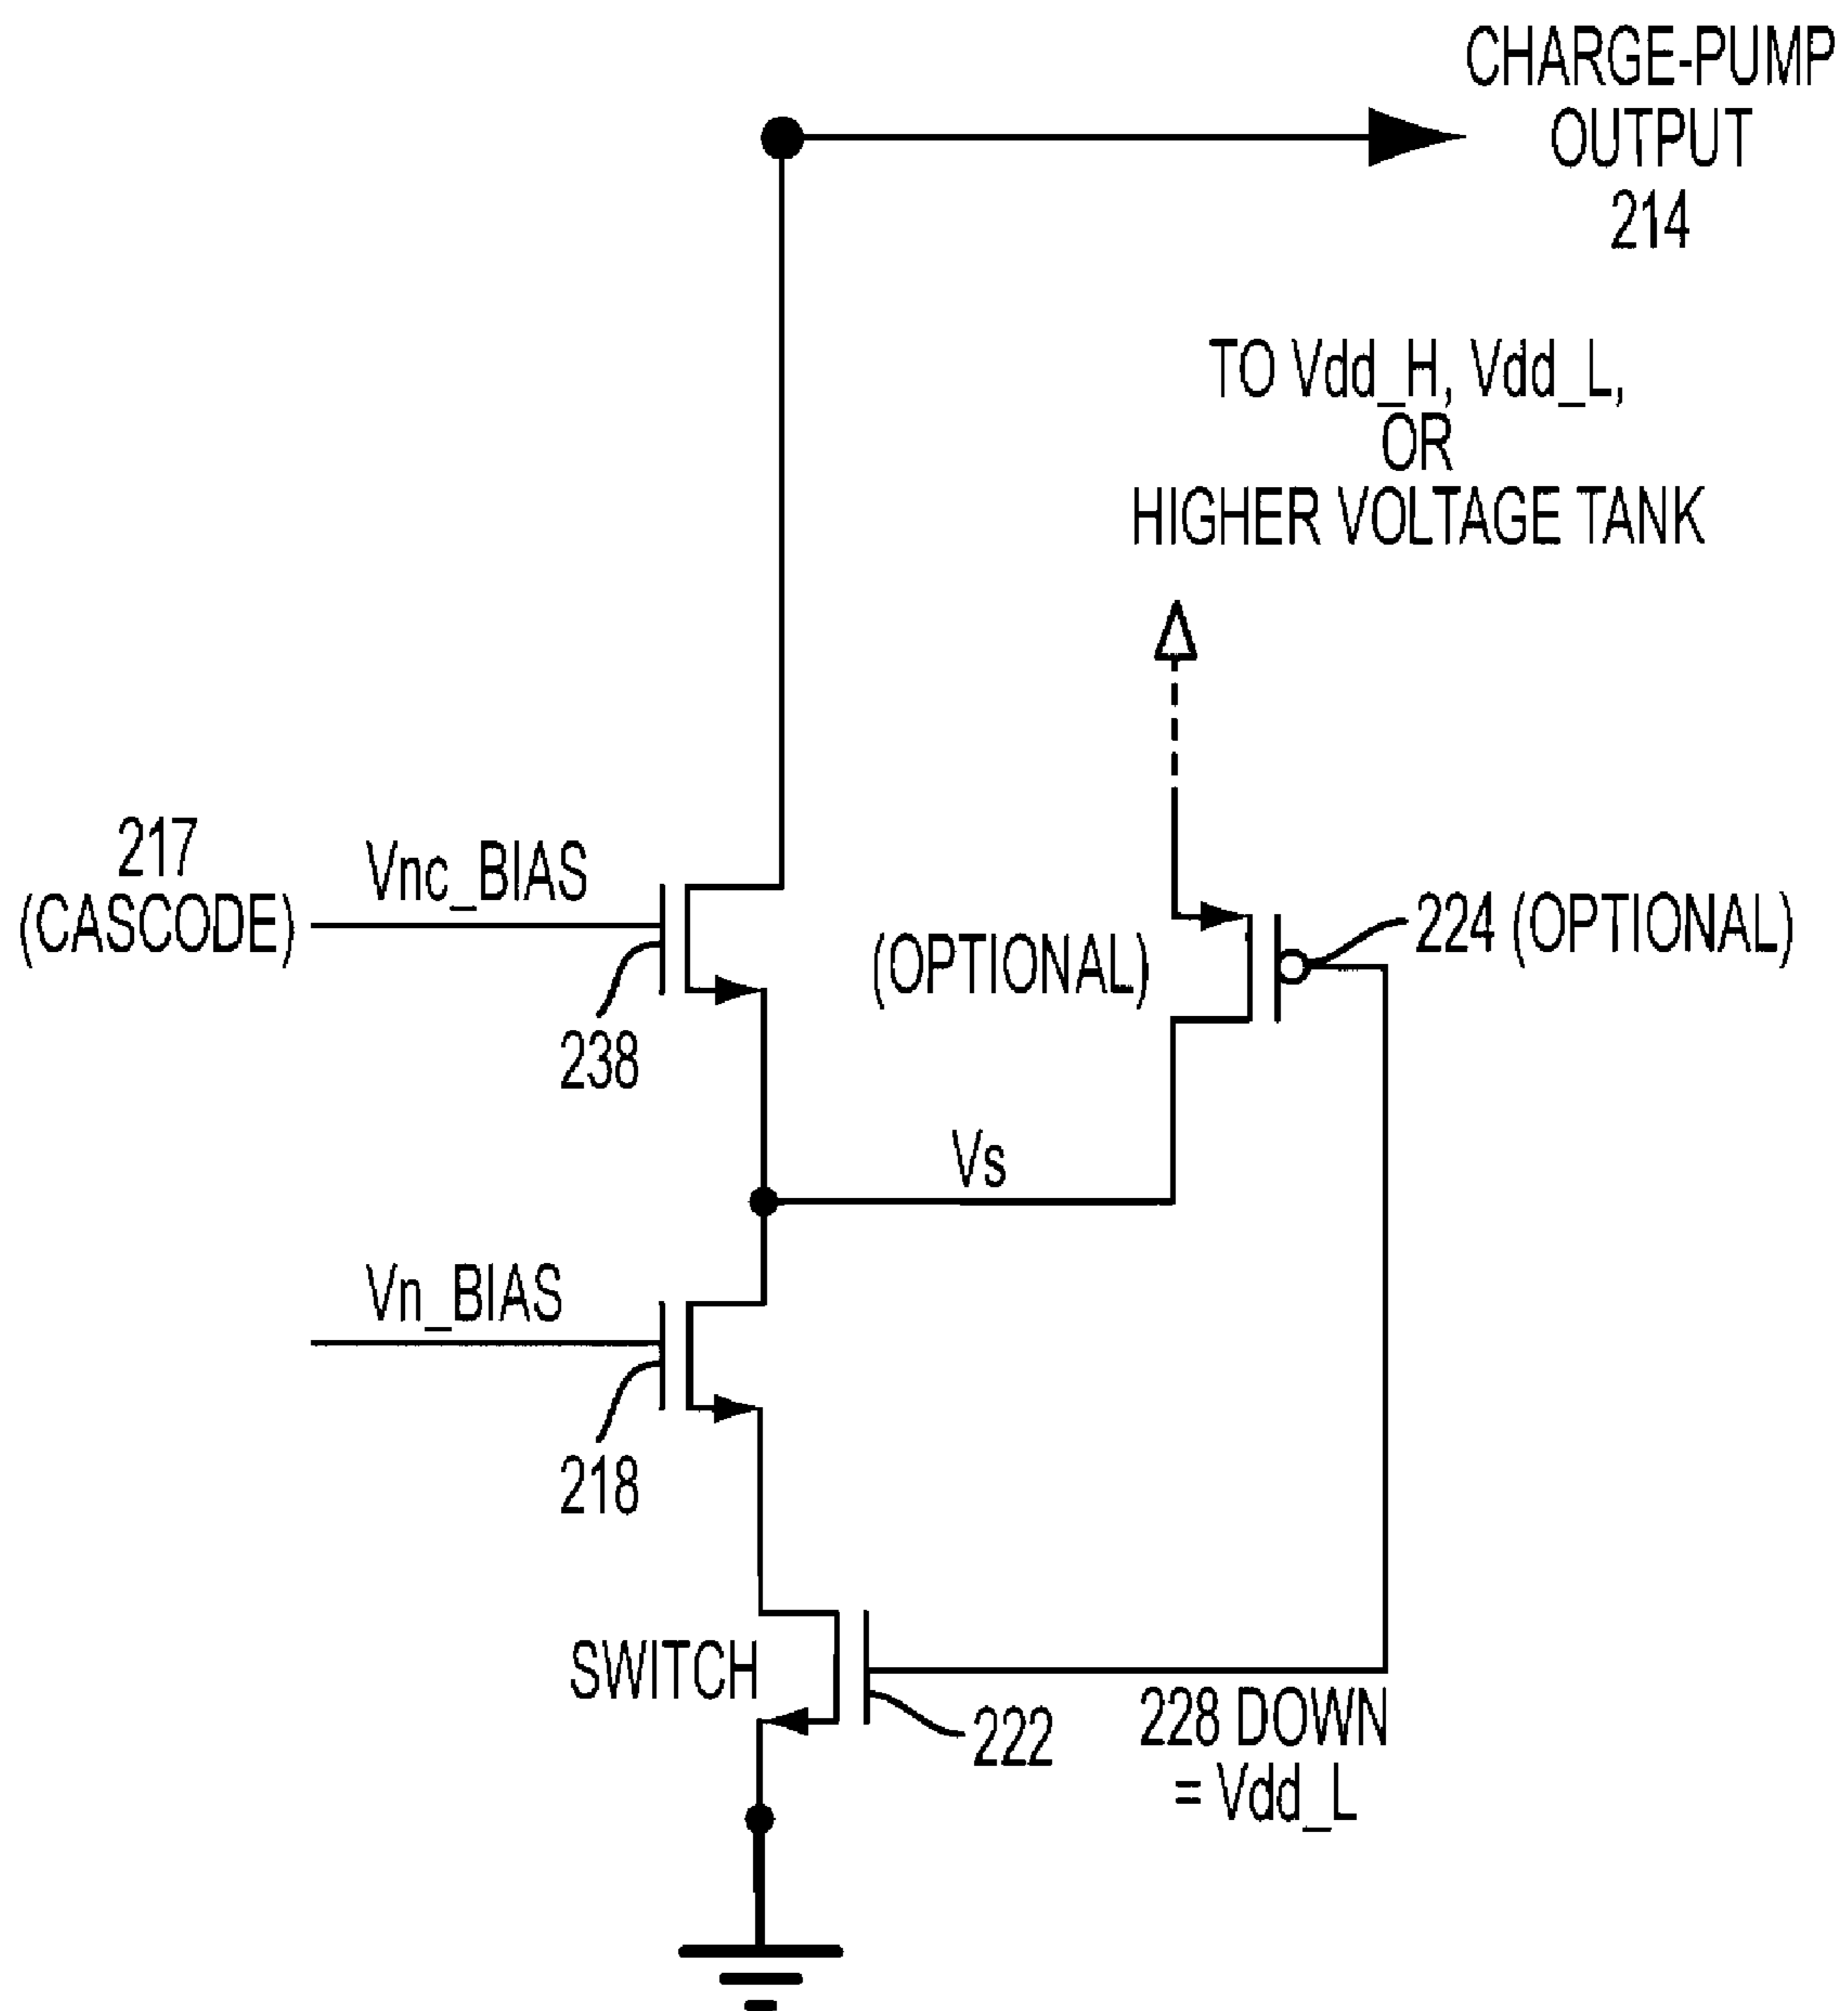 CHARGE-PUMP
OUTPUT
214
TO Vdd_H, Vdd_L,
OR
HIGHER VOLTAGE TANK
217
(CASCODE)
Vnc_BIAS
238
(OPTIONAL)
224 (OPTIONAL)
Vs
Vn_BIAS
218
SWITCH
222
228 DOWN
= Vdd_L